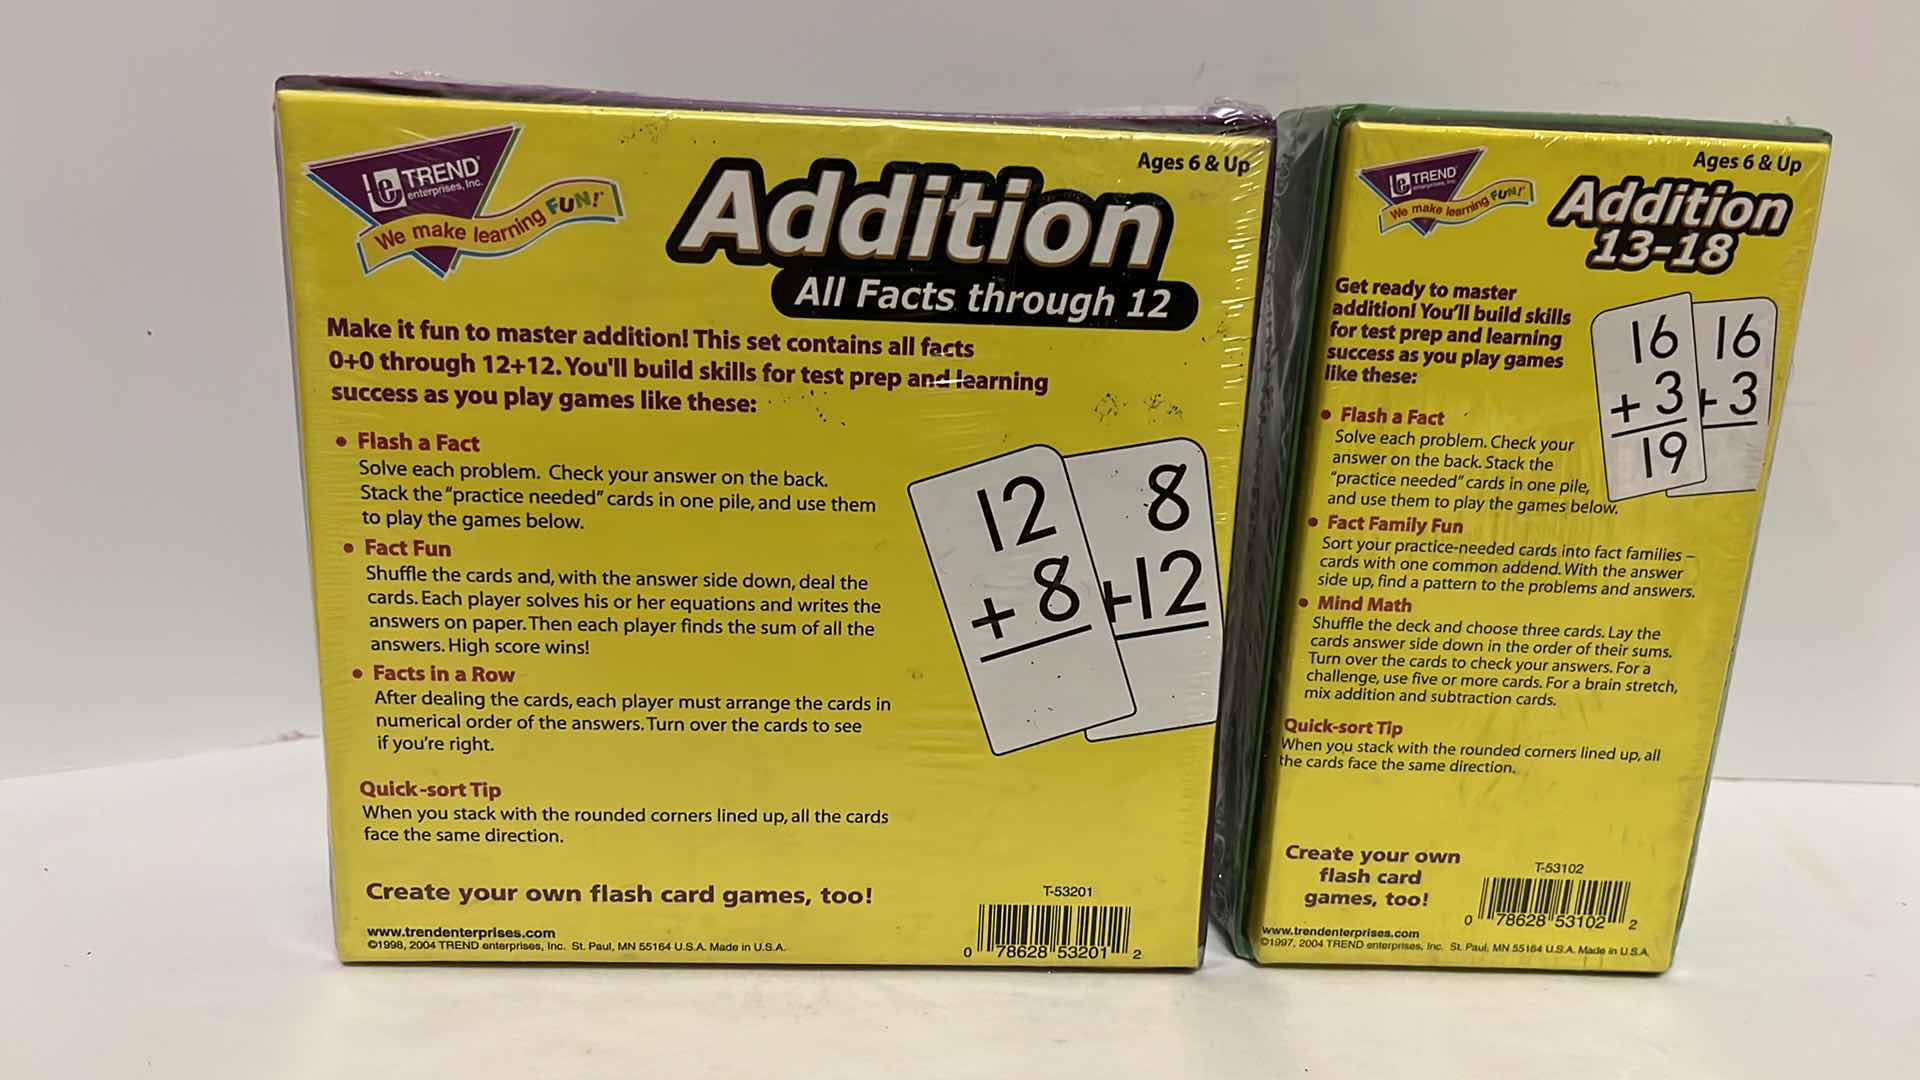 e TREND
enterprises, Inc.
We make learning FUN!
Ages 6 & Up
Addition
All Facts through 12
Make it fun to master addition! This set contains all facts
0+0 through 12+12. You'll build skills for test prep and learning
success as you play games like these:
• Flash a Fact
Solve each problem. Check your answer on the back.
Stack the "practice needed" cards in one pile, and use them
to play the games below.
• Fact Fun
Shuffle the cards and, with the answer side down, deal the
cards. Each player solves his or her equations and writes the
answers on paper. Then each player finds the sum of all the
answers. High score wins!
• Facts in a Row
After dealing the cards, each player must arrange the cards in
numerical order of the answers. Turn over the cards to see
if you're right.
Quick-sort Tip
When you stack with the rounded corners lined up, all the cards
face the same direction.
12
+ 8
8
+12
Create your own flash card games, too!
www.trendenterprises.com
©1998, 2004 TREND enterprises, Inc. St. Paul, MN 55164 U.S.A. Made in U.S.A.
T-53201
0 78628 53201 2
e TREND
enterprises, Inc.
We make learning FUN!
Ages 6 & Up
Addition
13-18
Get ready to master
addition! You'll build skills
for test prep and learning
success as you play games
like these:
16
+ 3
19
16
+ 3
• Flash a Fact
Solve each problem. Check your
answer on the back. Stack the
"practice needed" cards in one pile,
and use them to play the games below.
• Fact Family Fun
Sort your practice-needed cards into fact families –
cards with one common addend. With the answer
side up, find a pattern to the problems and answers.
• Mind Math
Shuffle the deck and choose three cards. Lay the
cards answer side down in the order of their sums.
Turn over the cards to check your answers. For a
challenge, use five or more cards. For a brain stretch,
mix addition and subtraction cards.
Quick-sort Tip
When you stack with the rounded corners lined up, all
the cards face the same direction.
Create your own
flash card
games, too!
T-53102
0 78628 53102 2
www.trendenterprises.com
©1997, 2004 TREND enterprises, Inc. St. Paul, MN 55164 U.S.A. Made in U.S.A.